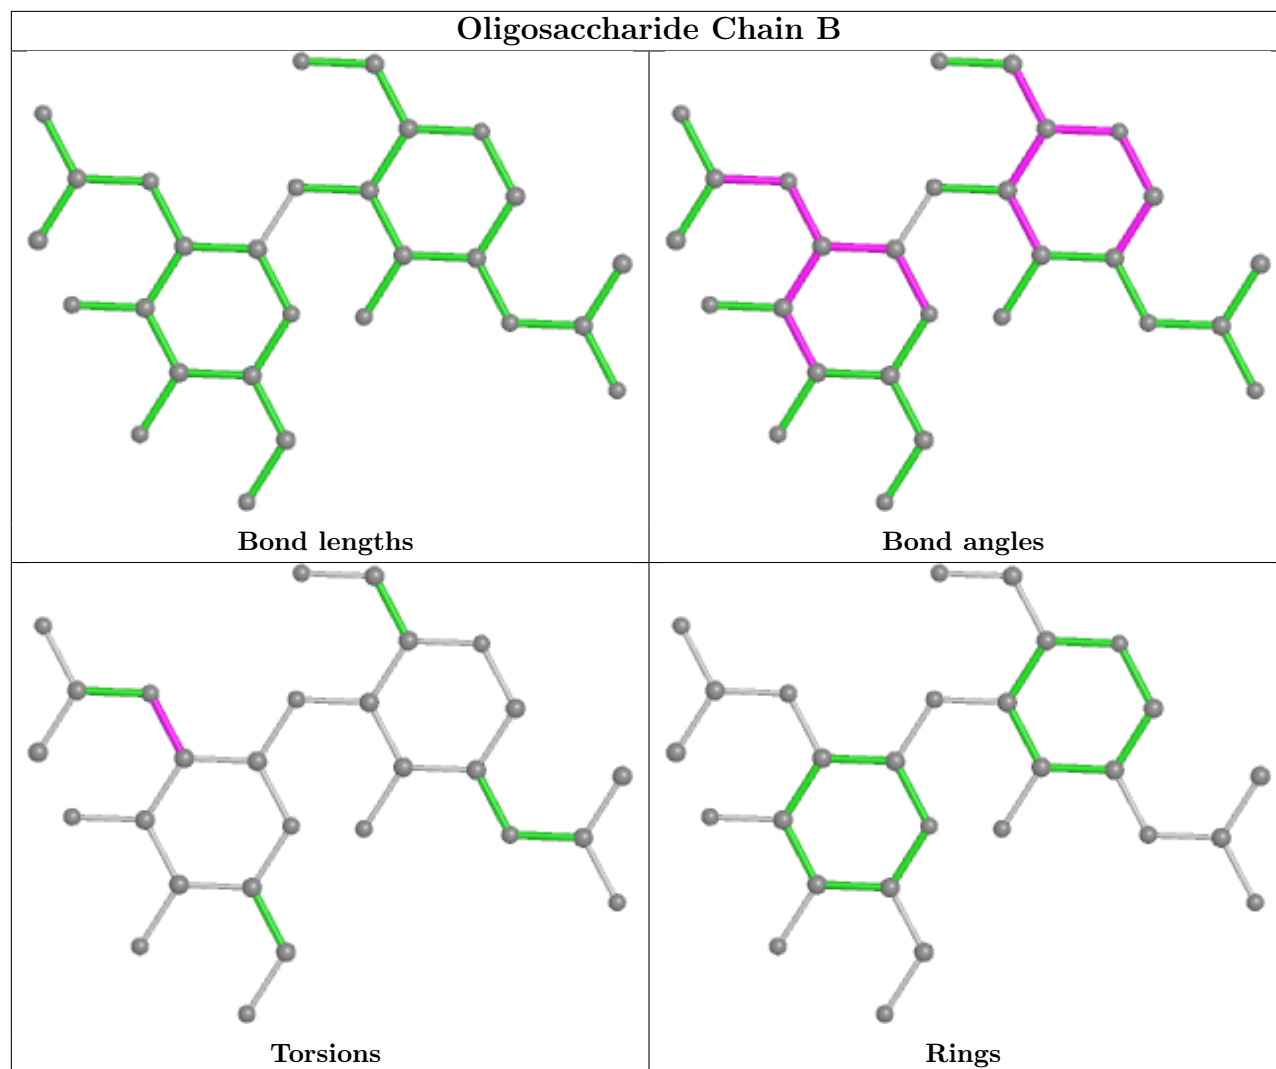 Oligosaccharide Chain B
Bond lengths
Bond angles
Torsions
Rings